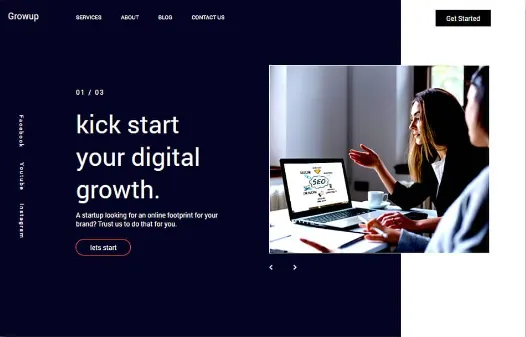 Growup
SERVICES ABOUT BLOG CONTACT US
Get Started
01 / 03
kick start
your digital
growth.
A startup looking for an online footprint for your
brand? Trust us to do that for you.
lets start
Facebook
Youtube
Instagram
SEO